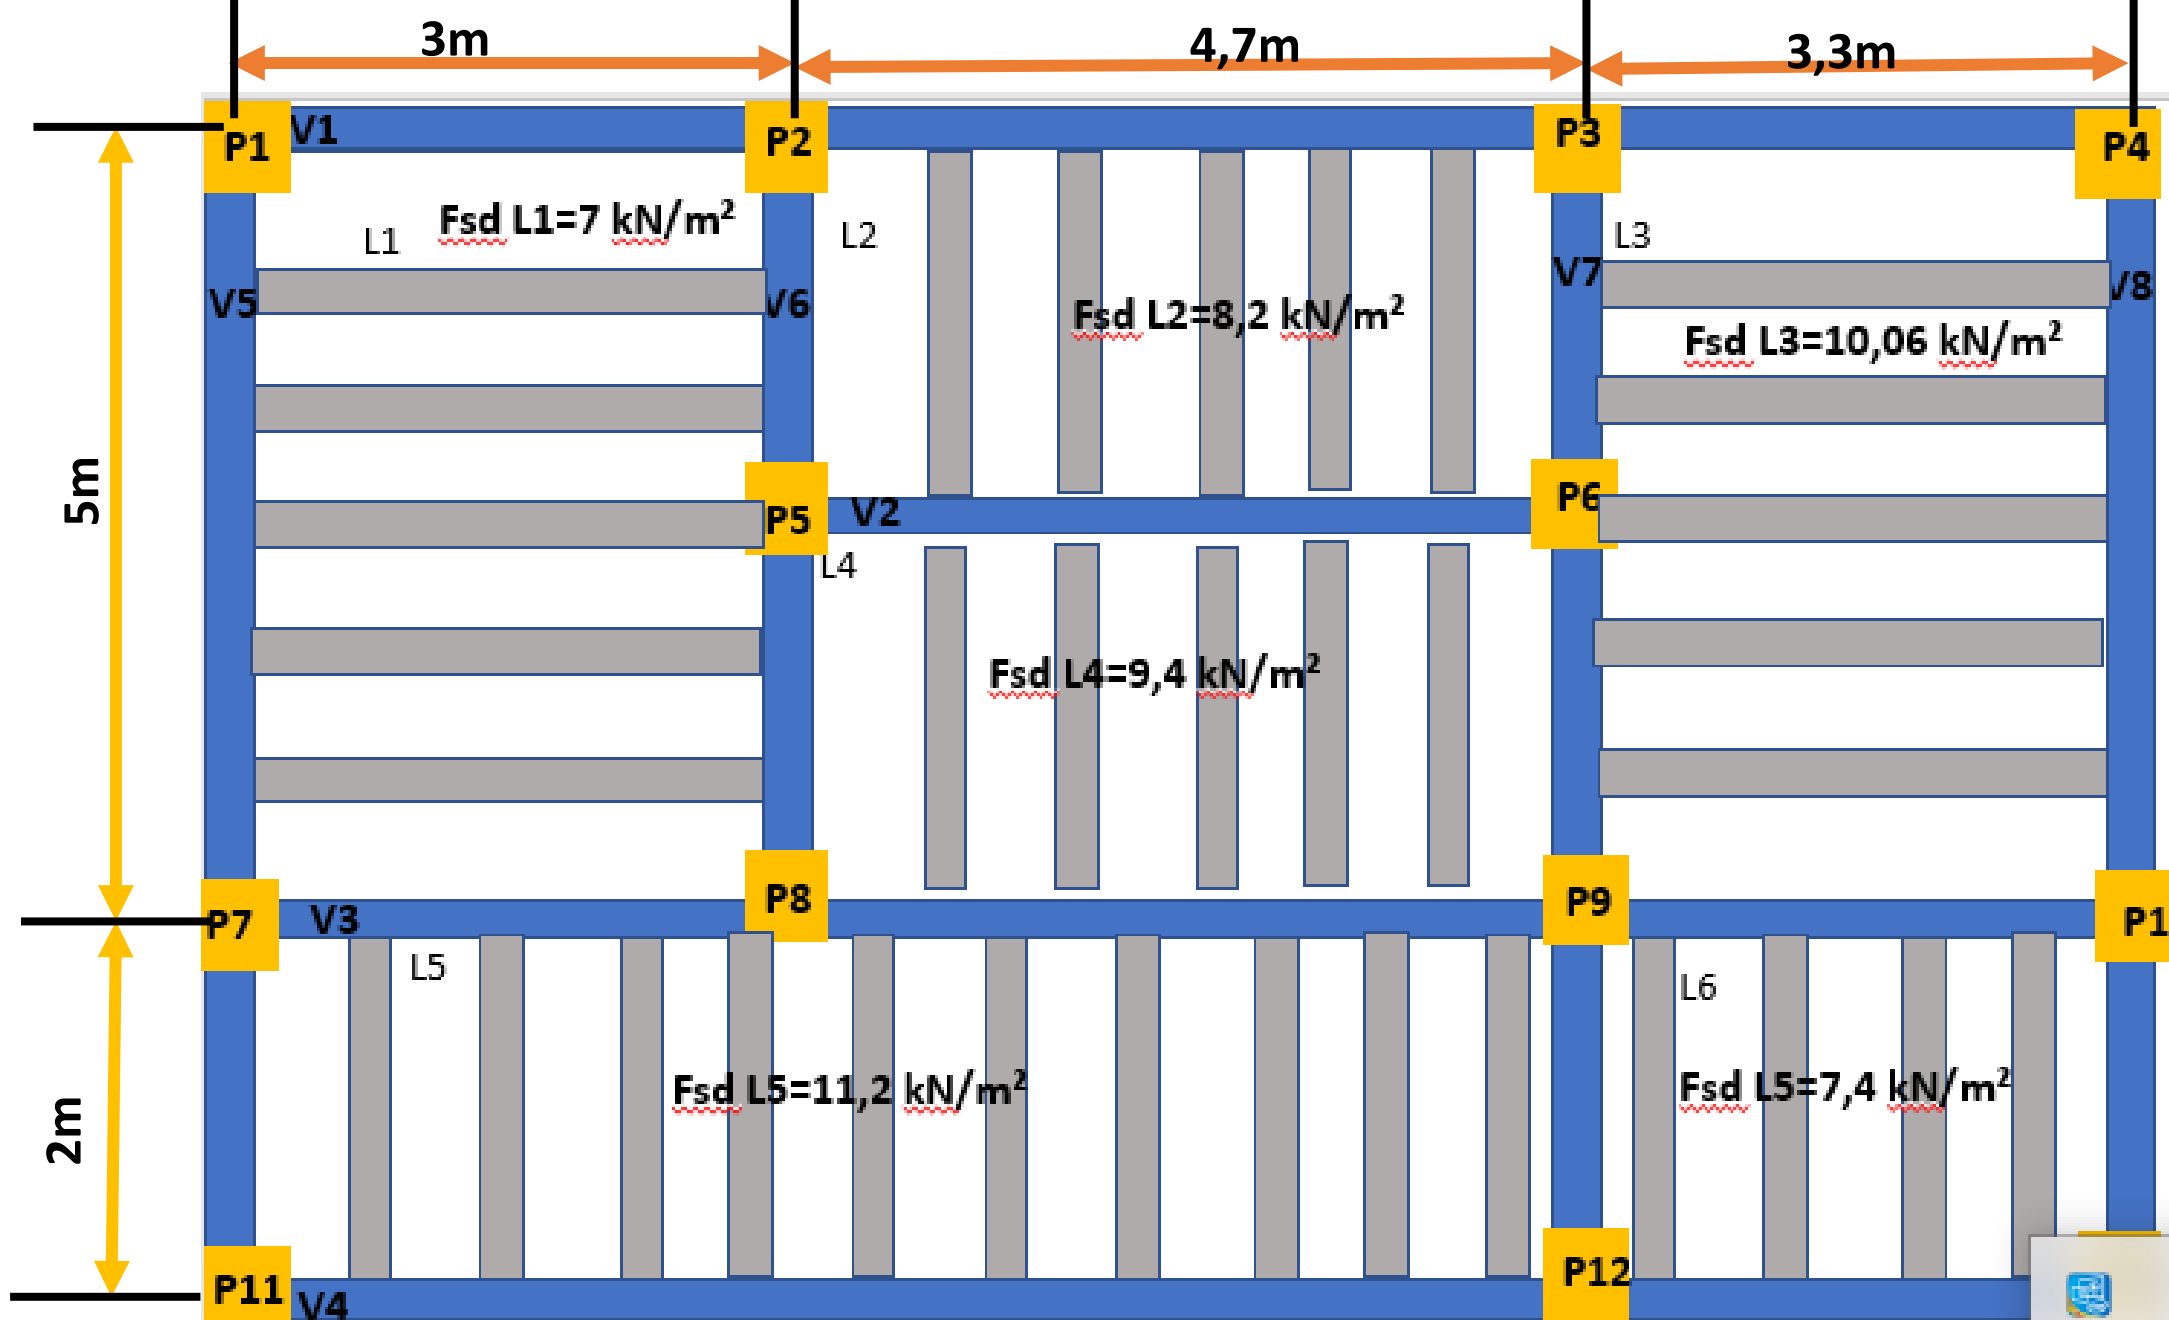 3m
4,7m
3,3m
P1
V1
P2
P3
P4
Fsd L1=7 kN/m²
L1
L2
L3
V5
V6
V7
V8
Fsd L2=8,2 kN/m²
Fsd L3=10,06 kN/m²
5m
P5
V2
P6
L4
Fsd L4=9,4 kN/m²
P7
V3
P8
P9
P1
L5
L6
Fsd L5=11,2 kN/m²
Fsd L5=7,4 kN/m²
2m
P11
V4
P12